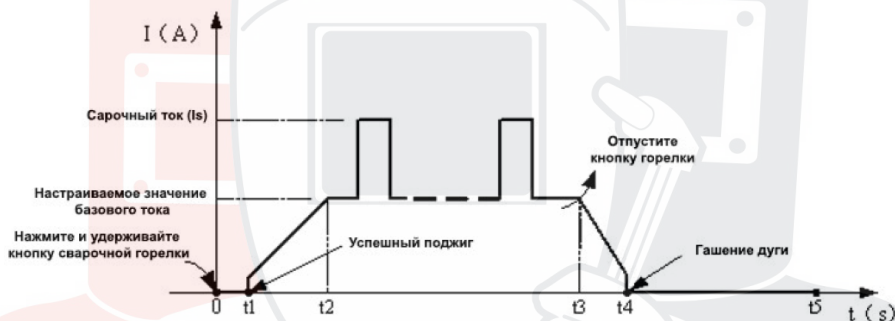 I (A)
Сарочный ток (Is)
Отпустите
кнопку горелки
Настраиваемое значение
базового тока
Нажмите и удерживайте
кнопку сварочной горелки
Успешный поджиг
Гашение дуги
0 t1 t2 t3 t4 t5
t (s)